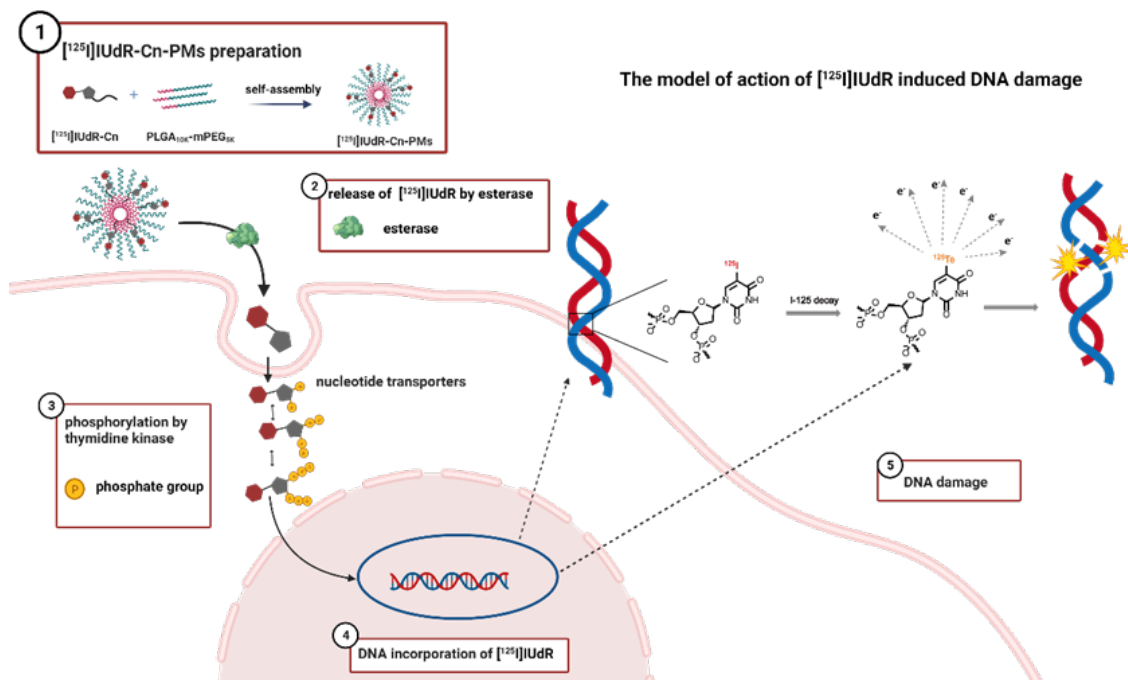 1
[¹²⁵I]IUdR-Cn-PMs preparation
+
self-assembly
[¹²⁵I]IUdR-Cn
PLGA₁₀ₖ-mPEG₅ₖ
[¹²⁵I]IUdR-Cn-PMs
The model of action of [¹²⁵I]IUdR induced DNA damage
2
release of [¹²⁵I]IUdR by esterase
esterase
e⁻
e⁻
e⁻
e⁻
e⁻
e⁻
¹²⁵I
O
NH
N
O
O
O
O
P
O
O⁻
O
P
O
O⁻
I-125 decay
¹²⁵Te
O
NH
N
O
O
O
O
P
O
O⁻
O
P
O
O⁻
nucleotide transporters
3
phosphorylation by
thymidine kinase
P
phosphate group
4
DNA incorporation of [¹²⁵I]IUdR
5
DNA damage